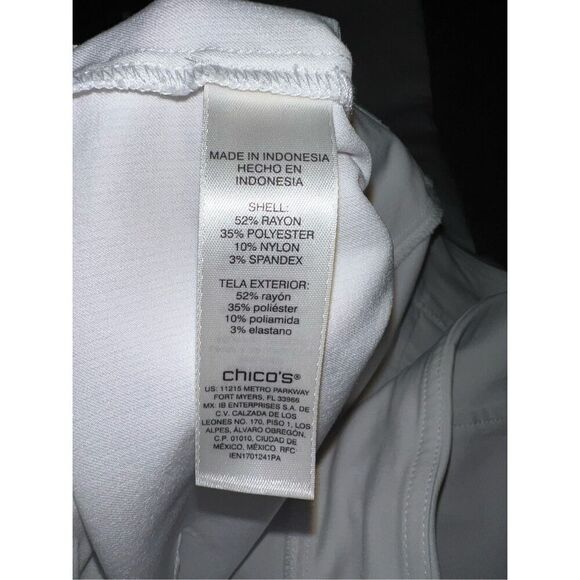 MADE IN INDONESIA
HECHO EN
INDONESIA
SHELL:
52% RAYON
35% POLYESTER
10% NYLON
3% SPANDEX
TELA EXTERIOR:
52% rayón
35% poliéster
10% poliamida
3% elastano
chico's®
US: 11215 METRO PARKWAY
FORT MYERS, FL 33966
MX: IB ENTERPRISES S.A. DE
C.V. CALZADA DE LOS
LEONES NO. 170, PISO 1, LOS
ALPES, ÁLVARO OBREGÓN,
C.P. 01010, CIUDAD DE
MÉXICO, MÉXICO. RFC:
IEN1701241PA